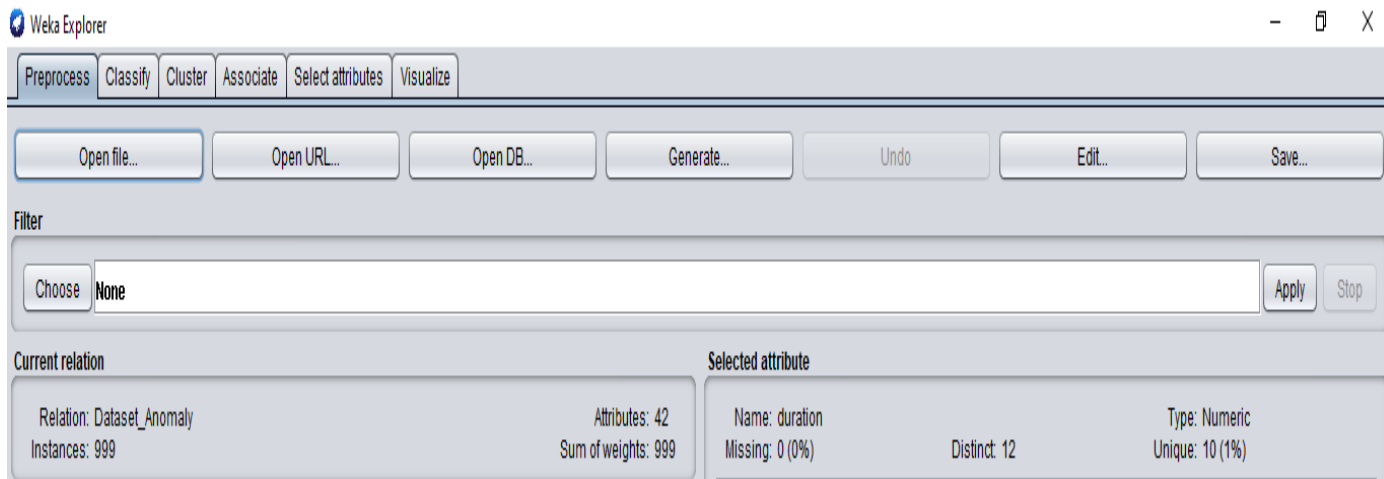 Weka Explorer
Preprocess Classify Cluster Associate Select attributes Visualize
Open file... Open URL... Open DB... Generate... Undo Edit... Save...
Filter
Choose None Apply Stop
Current relation
Relation: Dataset_Anomaly Attributes: 42
Instances: 999 Sum of weights: 999
Selected attribute
Name: duration Type: Numeric
Missing: 0 (0%) Distinct: 12 Unique: 10 (1%)